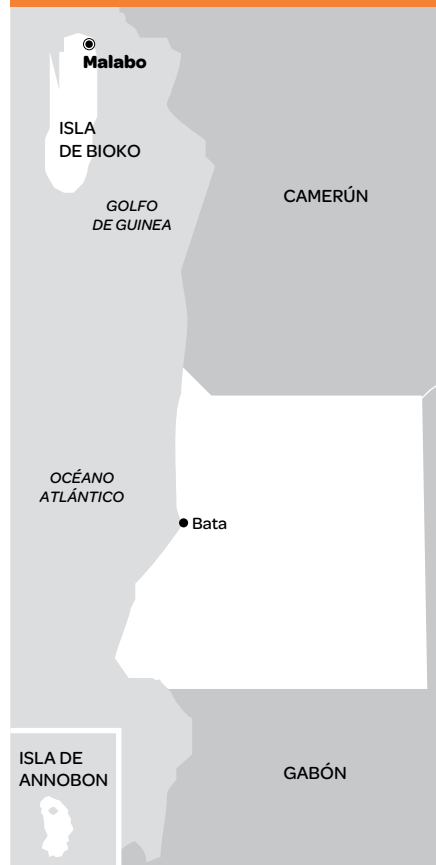 Malabo
ISLA
DE BIOKO
GOLFO
DE GUINEA
CAMERÚN
OCÉANO
ATLÁNTICO
Bata
ISLA DE
ANNOBON
GABÓN